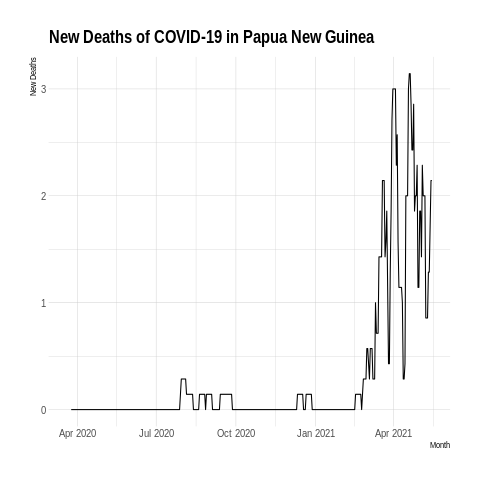 New Deaths of COVID-19 in Papua New Guinea
New Deaths
3
2
1
0
Apr 2020 Jul 2020 Oct 2020 Jan 2021 Apr 2021
Month